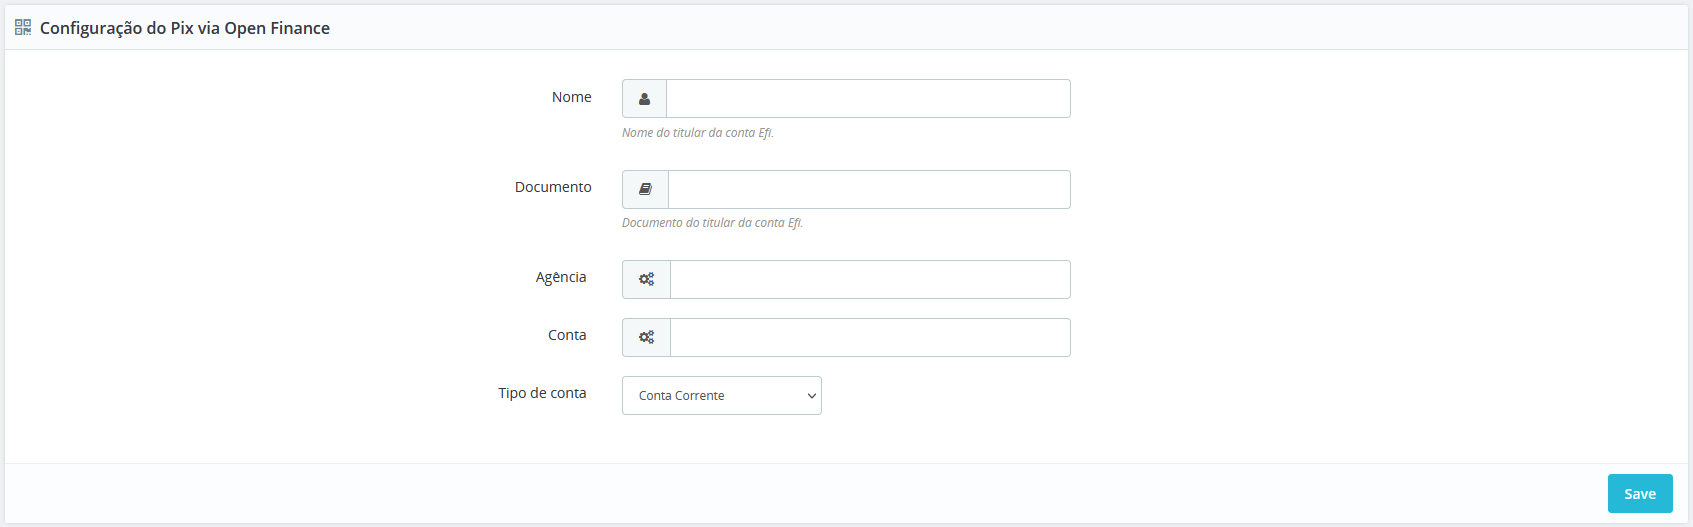 Configuração do Pix via Open Finance
Nome
Nome do titular da conta Efí.
Documento
Documento do titular da conta Efí.
Agência
Conta
Tipo de conta
Conta Corrente
Save